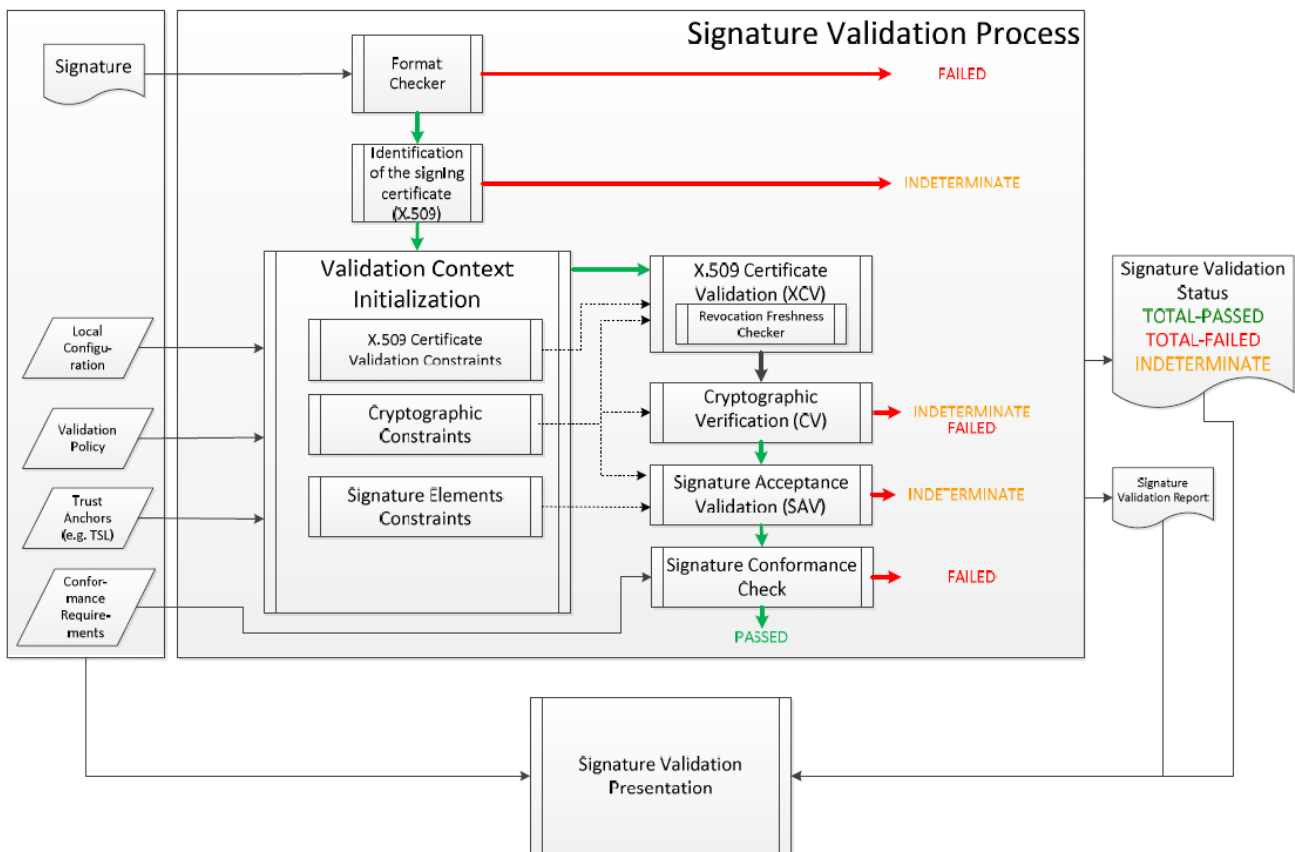 Signature Validation Process
Signature
Format
Checker
FAILED
Identification
of the signing
certificate
(X.509)
INDETERMINATE
Validation Context
Initialization
X.509 Certificate
Validation Constraints
Cryptographic
Constraints
Signature Elements
Constraints
X.509 Certificate
Validation (XCV)
Revocation Freshness
Checker
Cryptographic
Verification (CV)
INDETERMINATE
FAILED
Signature Acceptance
Validation (SAV)
INDETERMINATE
Signature Conformance
Check
FAILED
PASSED
Local
Configu-
ration
Validation
Policy
Trust
Anchors
(e.g. TSL)
Confor-
mance
Require-
ments
Signature Validation
Status
TOTAL-PASSED
TOTAL-FAILED
INDETERMINATE
Signature
Validation Report
Signature Validation
Presentation